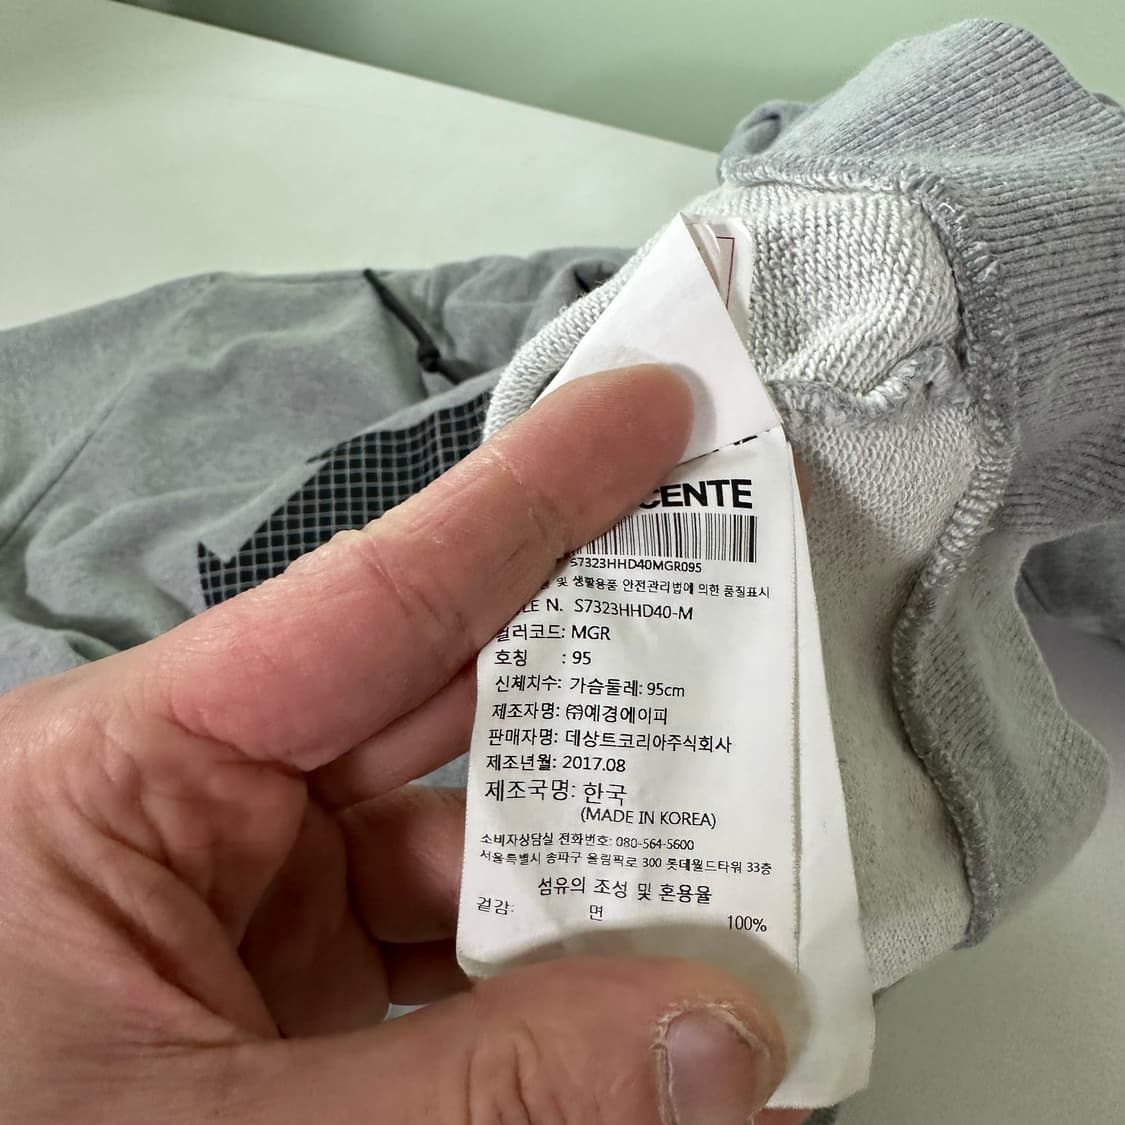 S7323HHD40MGR095
및 생활용품 안전관리법에 의한 품질표시
N. S7323HHD40-M
컬러코드: MGR
호칭 : 95
신체치수: 가슴둘레: 95cm
제조자명: ㈜예경에이피
판매자명: 데상트코리아주식회사
제조년월: 2017.08
제조국명: 한국
(MADE IN KOREA)
소비자상담실 전화번호: 080-564-5600
서울특별시 송파구 올림픽로 300 롯데월드타워 33층
섬유의 조성 및 혼용율
겉감: 면 100%